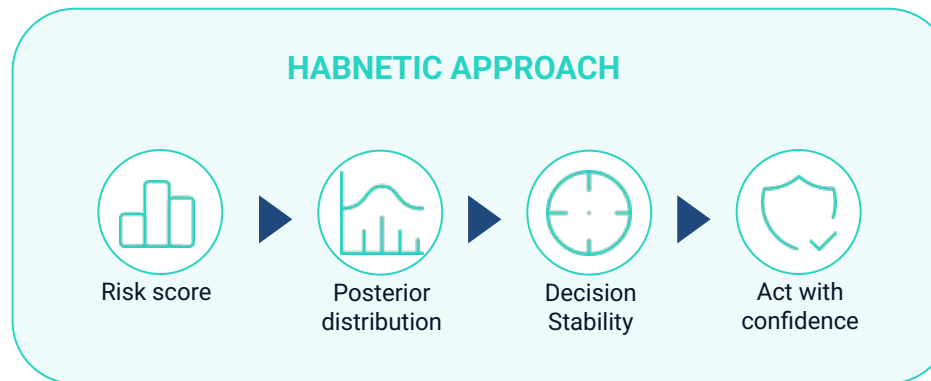 HABNETIC APPROACH
Risk score
Posterior
distribution
Decision
Stability
Act with
confidence